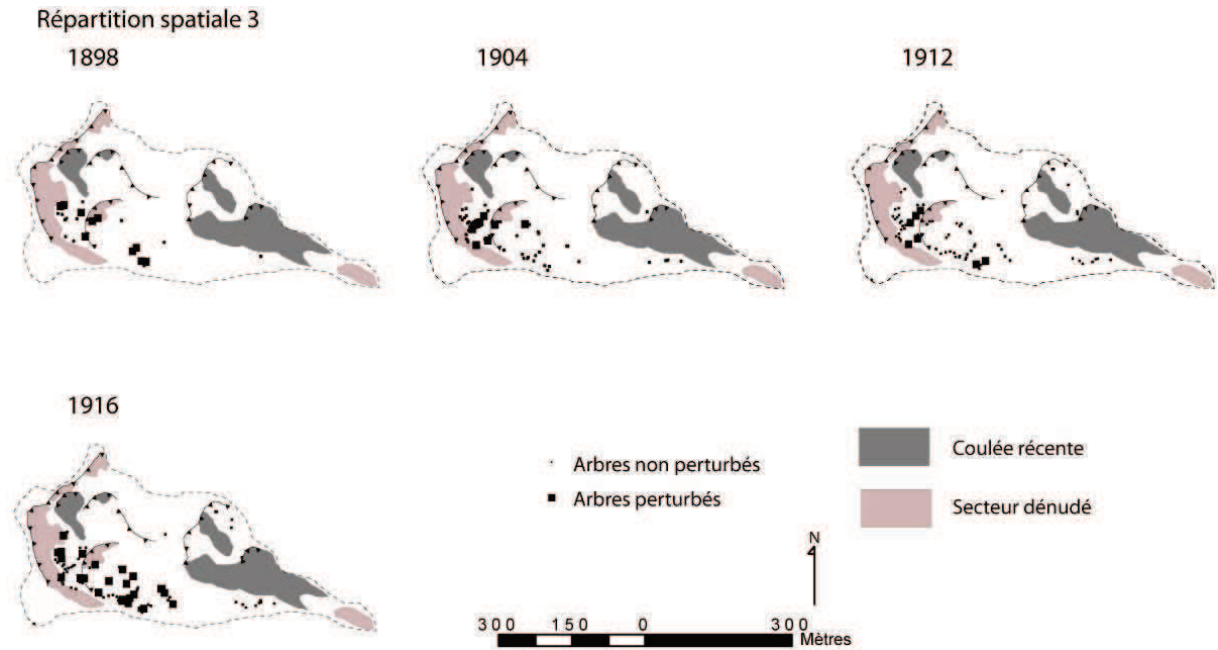 Répartition spatiale 3
1898
1904
1912
1916
Arbres non perturbés
Arbres perturbés
Coulée récente
Secteur dénudé
N
300 150 0 300
Mètres